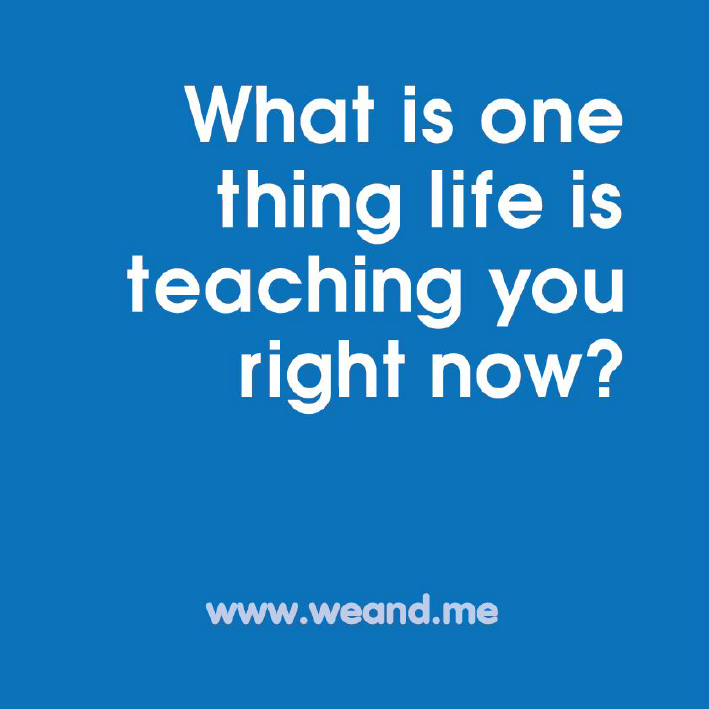 What is one
thing life is
teaching you
right now?
www.weand.me